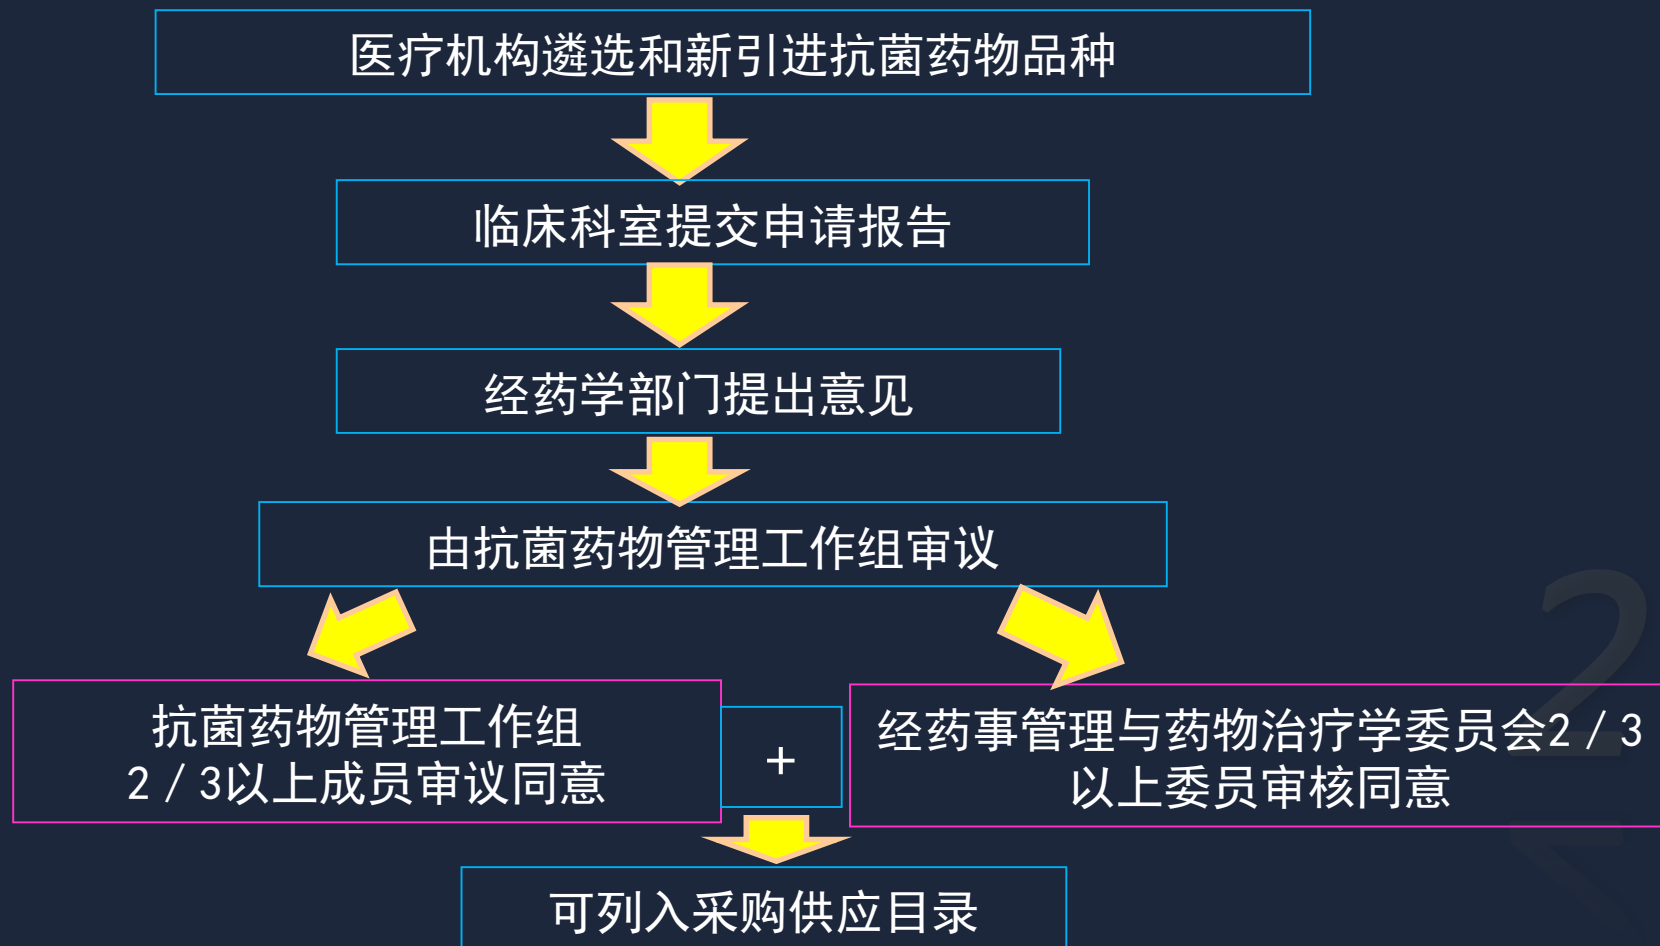 医疗机构遴选和新引进抗菌药物品种
临床科室提交申请报告
经药学部门提出意见
由抗菌药物管理工作组审议
抗菌药物管理工作组
2/3以上成员审议同意
+
经药事管理与药物治疗学委员会2/3
以上委员审核同意
可列入采购供应目录
2